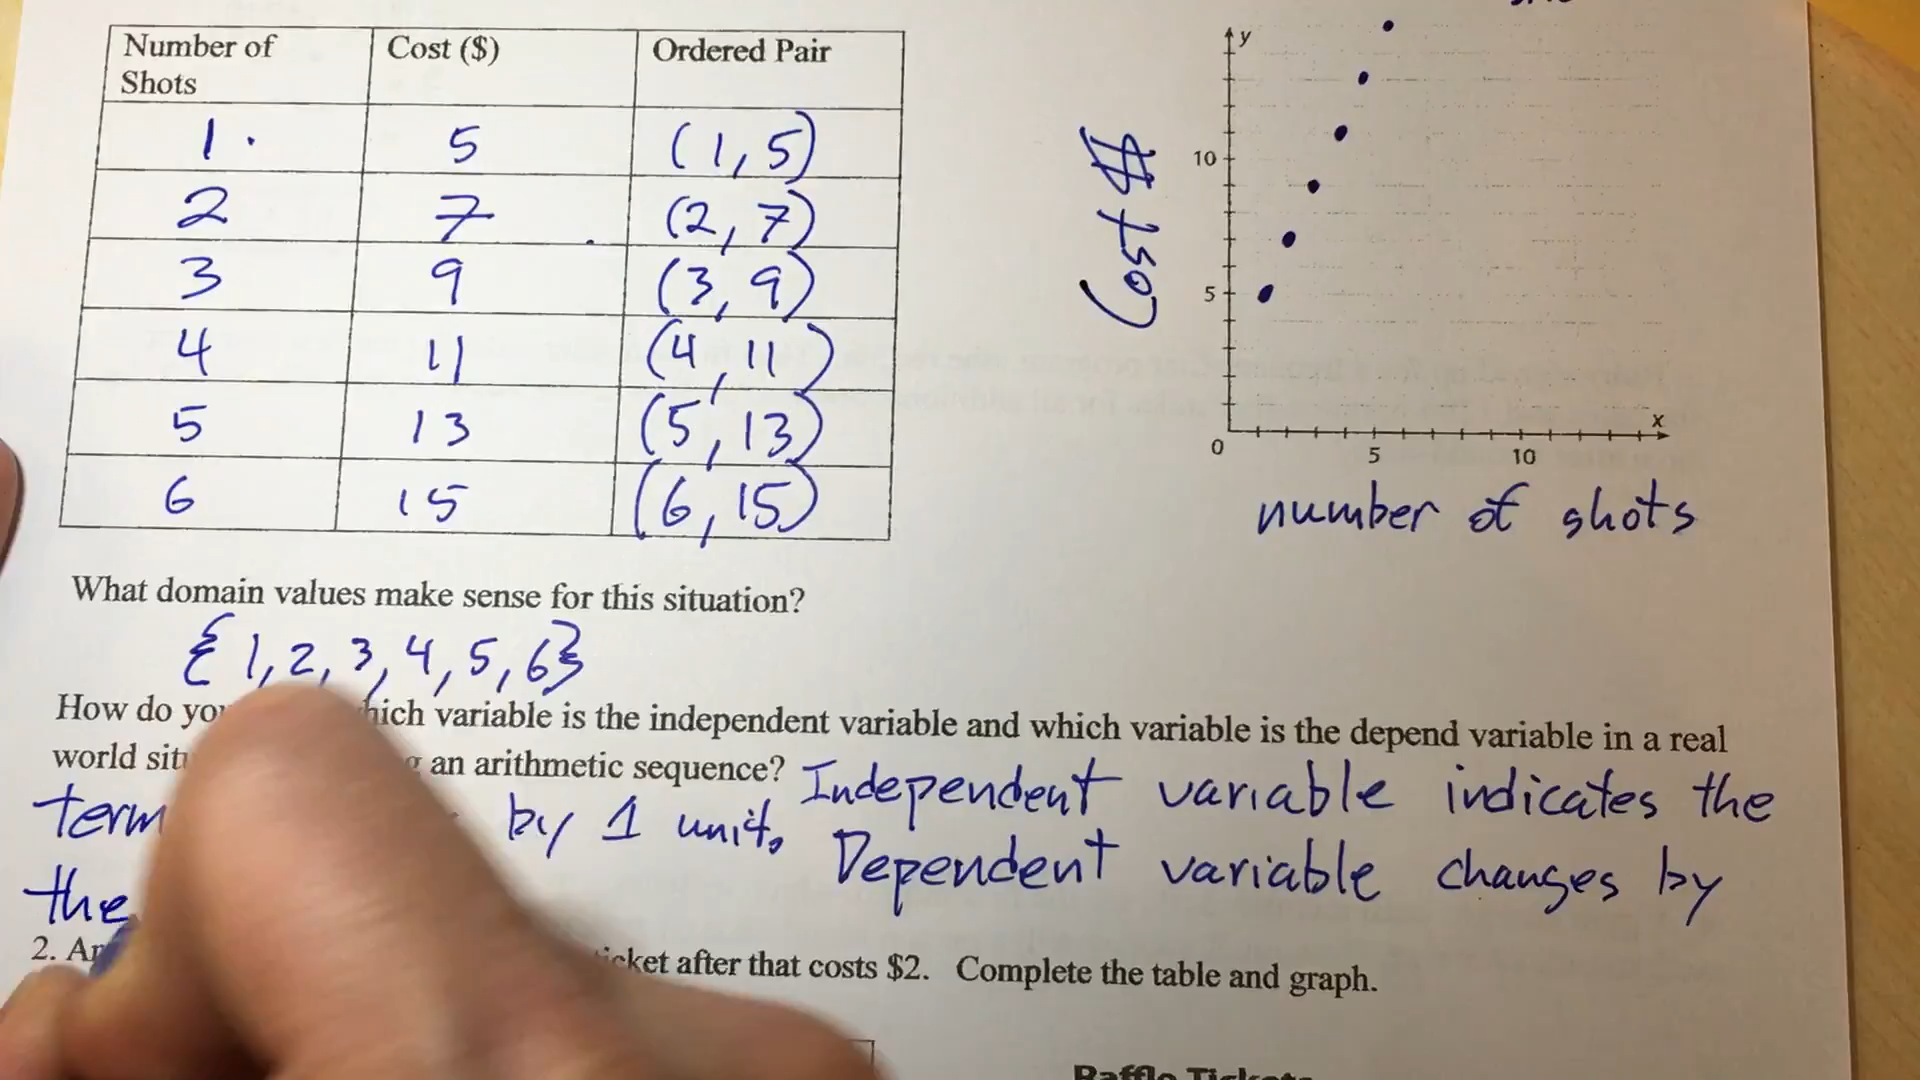 Number of Shots Cost ($) Ordered Pair
1. 5 (1,5)
2 7 (2,7)
3 9 (3,9)
4 11 (4,11)
5 13 (5,13)
6 15 (6,15)
y
10
5
0
5
10
x
Cost $
number of shots
What domain values make sense for this situation?
{1,2,3,4,5,6}
How do variable is the independent variable and which variable is the depend variable in a real
world an arithmetic sequence? Independent variable indicates the
term by 1 unit. Dependent variable changes by
the
2. after that costs $2. Complete the table and graph.
Raffle Tickets